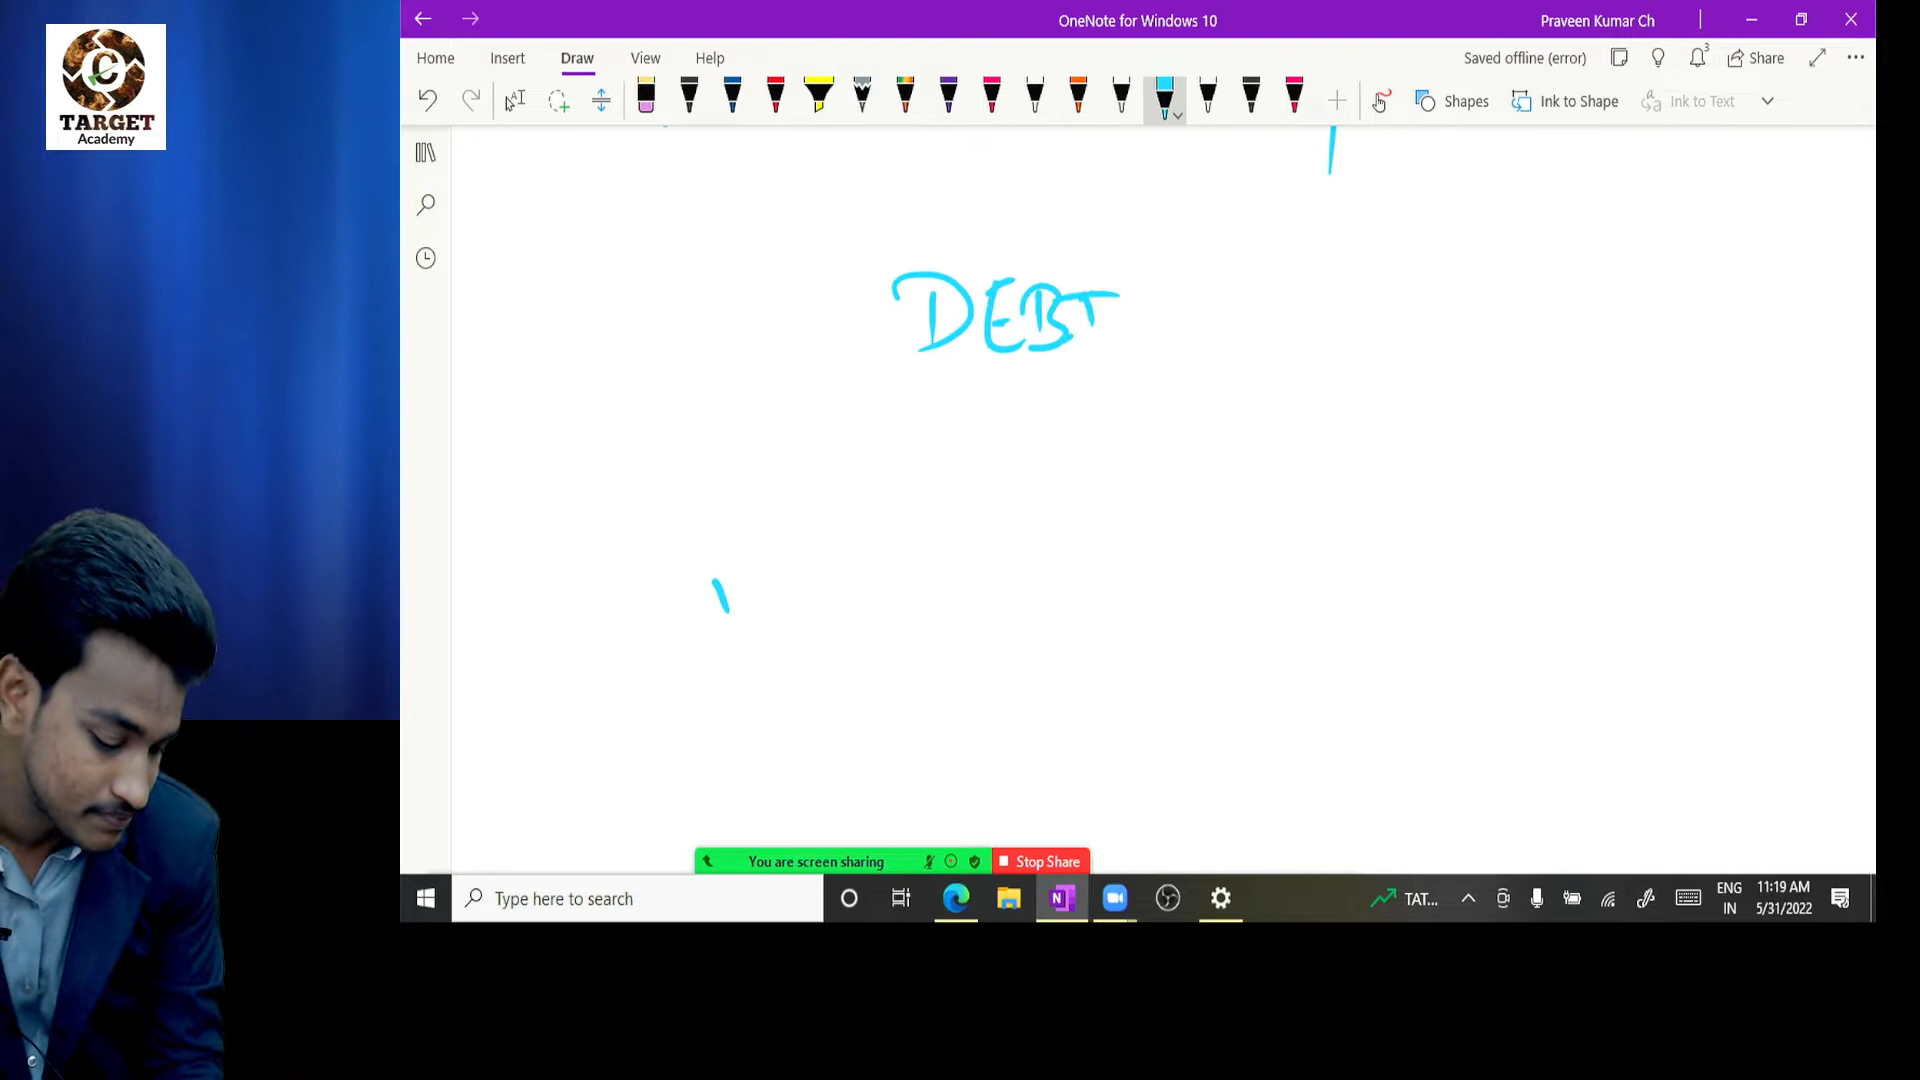 TARGET
Academy
OneNote for Windows 10
Praveen Kumar Ch
Home Insert Draw View Help
Saved offline (error)
3
Share
Shapes
Ink to Shape
Ink to Text
DEBT
You are screen sharing
Stop Share
Type here to search
TAT...
ENG
IN
11:19 AM
5/31/2022